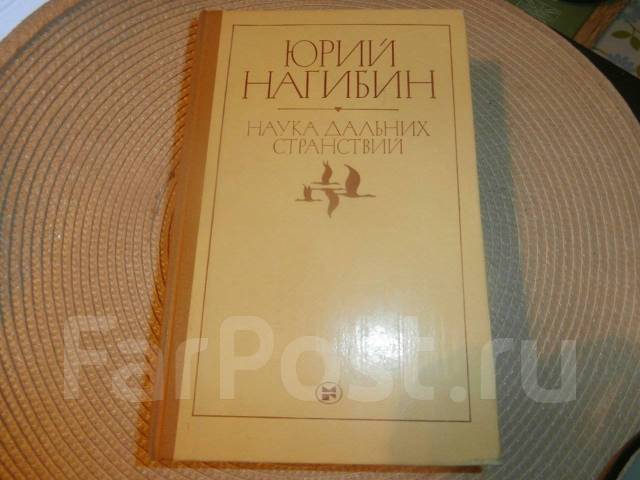 ЮРИЙ
НАГИБИН
НАУКА ДАЛЬНИХ
СТРАНСТВИЙ
FarPost.ru